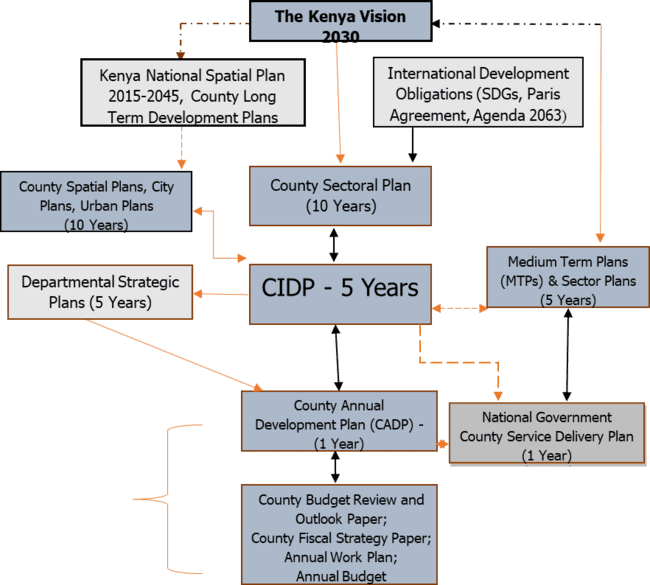 The Kenya Vision
2030
Kenya National Spatial Plan
2015-2045, County Long
Term Development Plans
International Development
Obligations (SDGs, Paris
Agreement, Agenda 2063)
County Spatial Plans, City
Plans, Urban Plans
(10 Years)
County Sectoral Plan
(10 Years)
Departmental Strategic
Plans (5 Years)
CIDP - 5 Years
Medium Term Plans
(MTPs) & Sector Plans
(5 Years)
County Annual
Development Plan (CADP) -
(1 Year)
National Government
County Service Delivery Plan
(1 Year)
County Budget Review and
Outlook Paper;
County Fiscal Strategy Paper;
Annual Work Plan;
Annual Budget